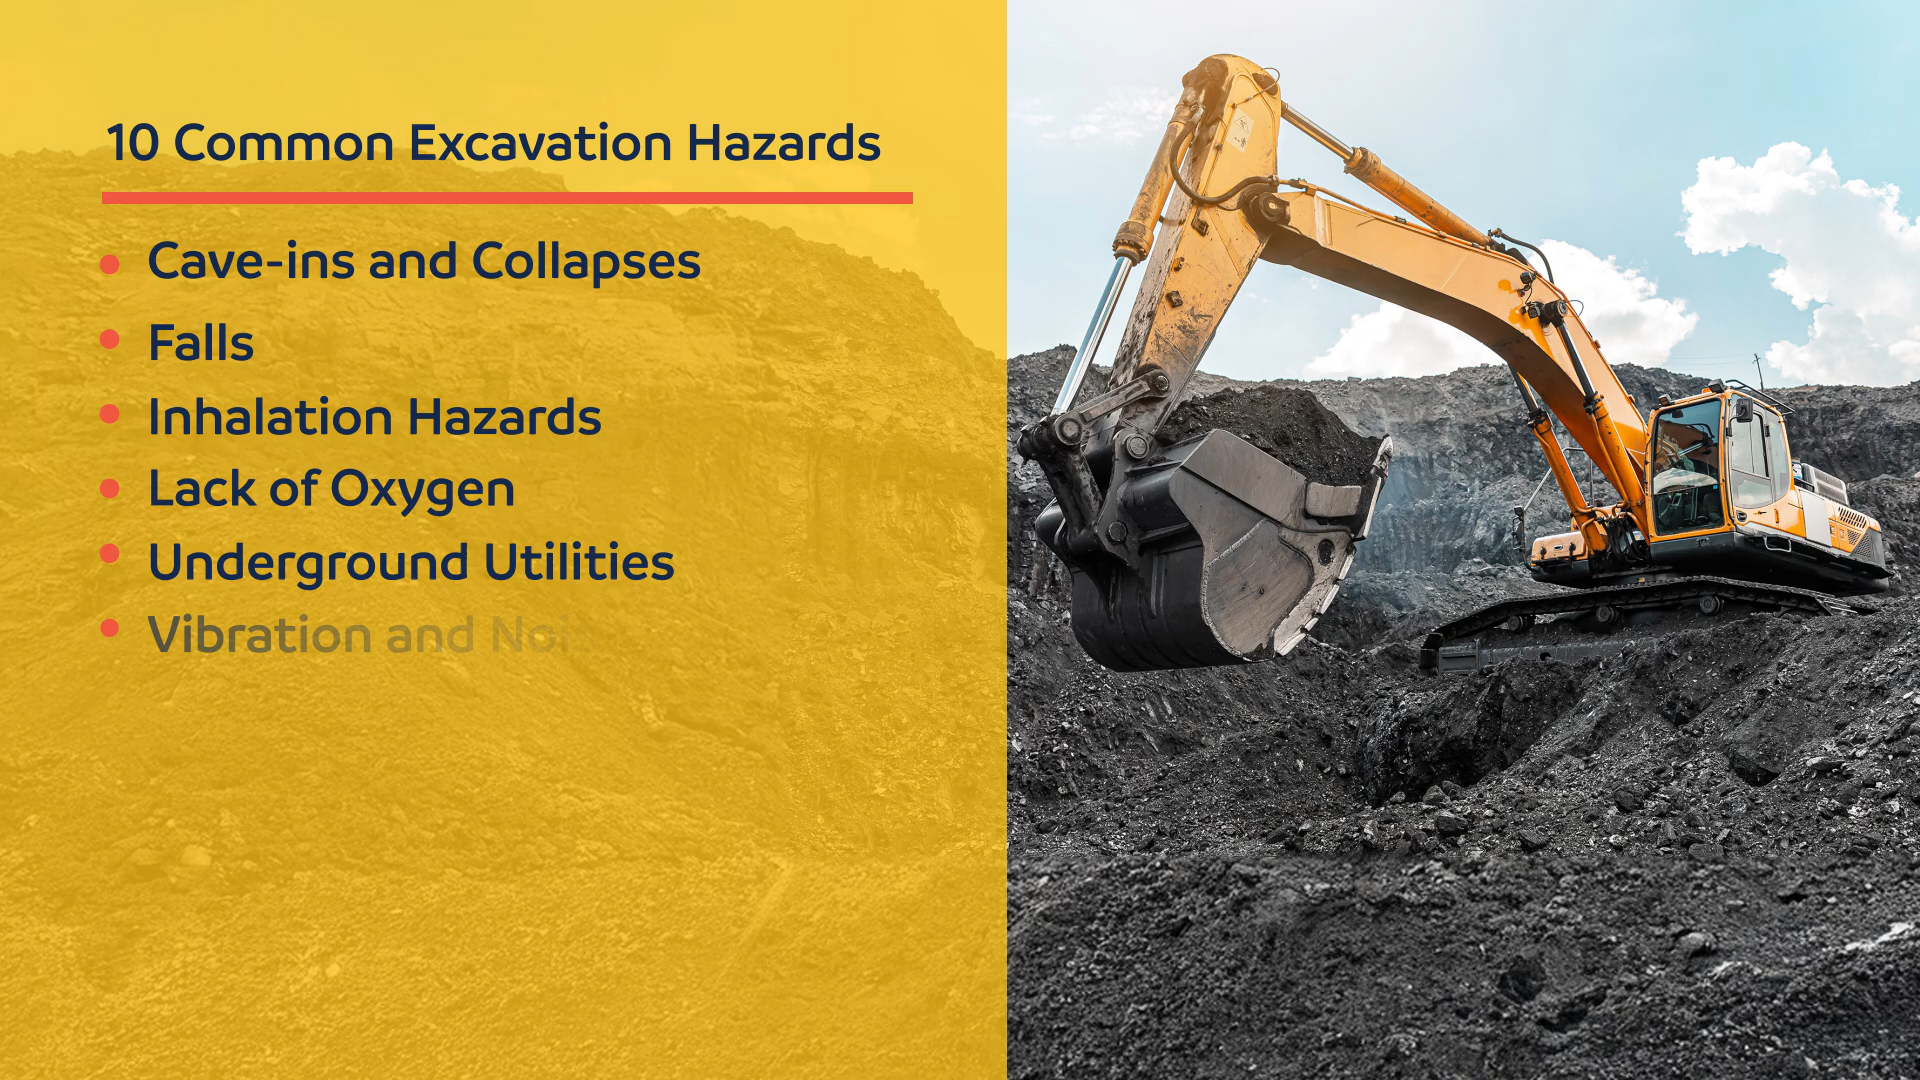 10 Common Excavation Hazards
Cave-ins and Collapses
Falls
Inhalation Hazards
Lack of Oxygen
Underground Utilities
Vibration and